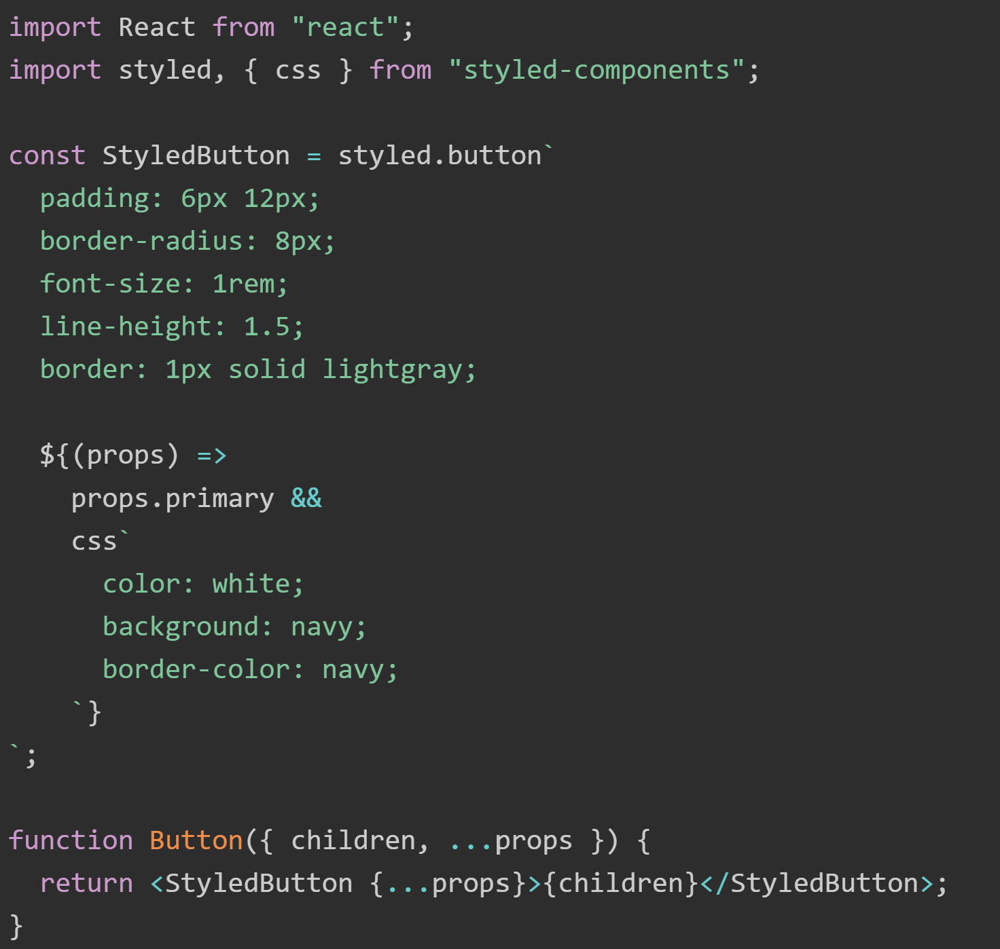 import React from "react";
import styled, { css } from "styled-components";

const StyledButton = styled.button`
  padding: 6px 12px;
  border-radius: 8px;
  font-size: 1rem;
  line-height: 1.5;
  border: 1px solid lightgray;

  ${(props) =>
    props.primary &&
    css`
      color: white;
      background: navy;
      border-color: navy;
    `}
`;

function Button({ children, ...props }) {
  return <StyledButton {...props}>{children}</StyledButton>;
}